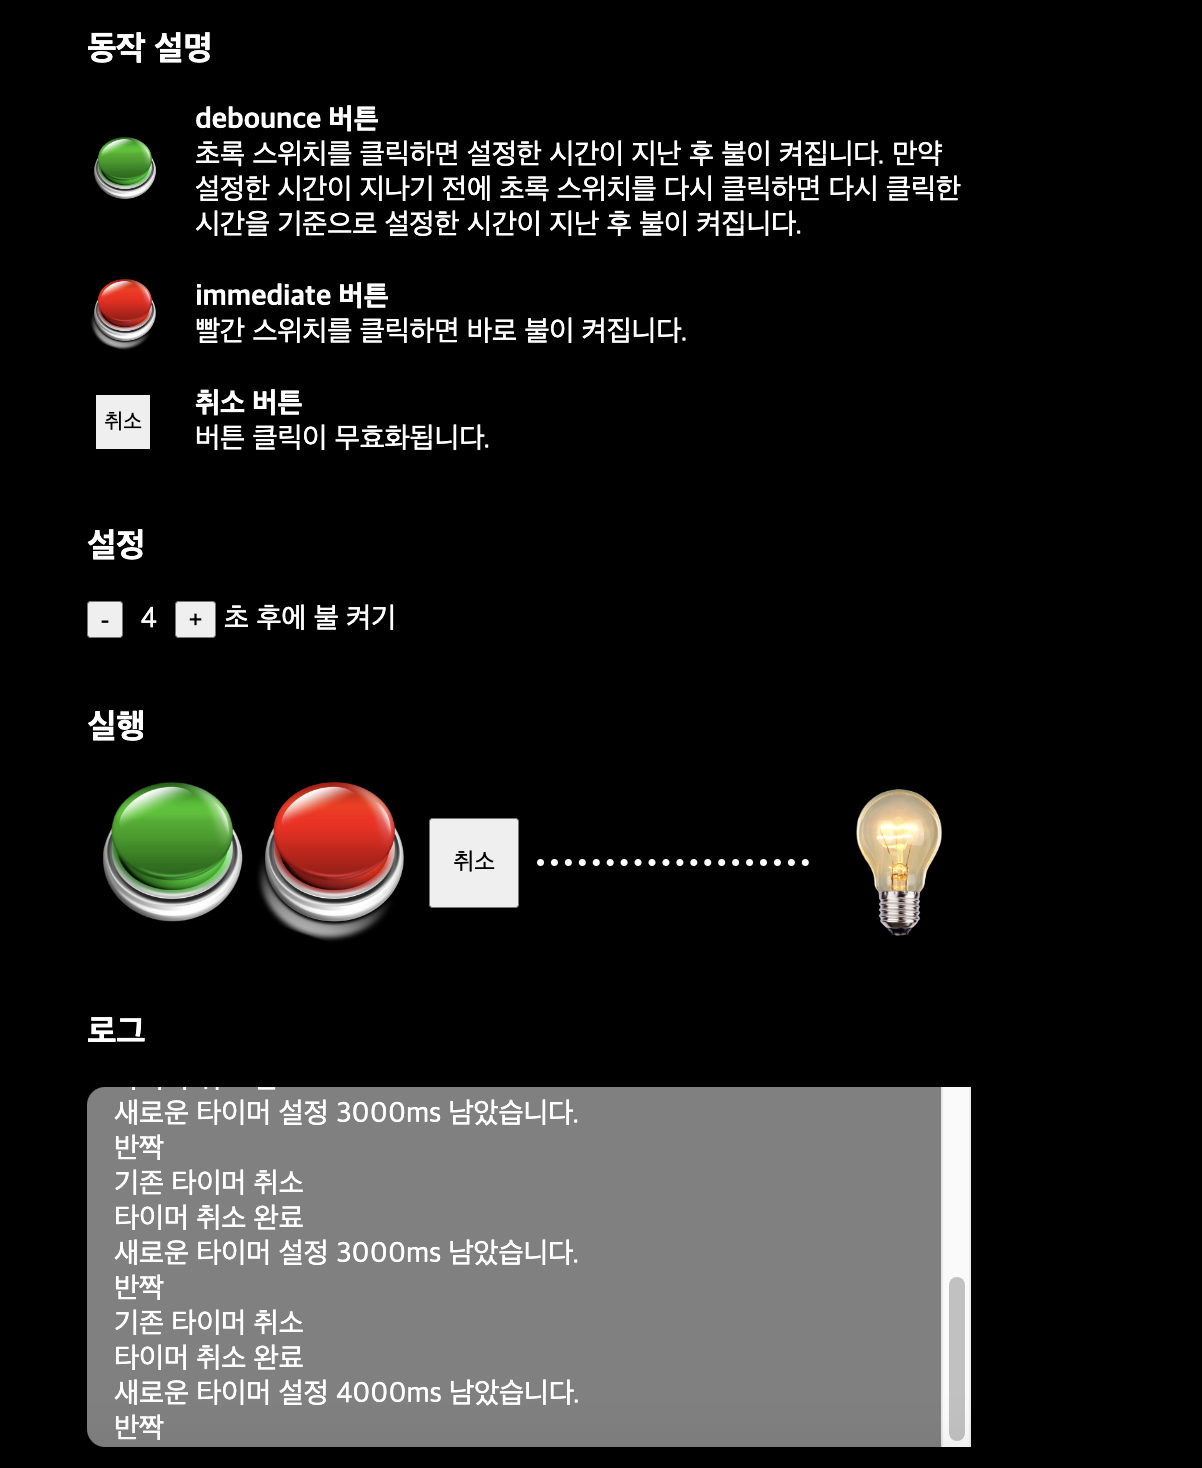 동작 설명
debounce 버튼
초록 스위치를 클릭하면 설정한 시간이 지난 후 불이 켜집니다. 만약
설정한 시간이 지나기 전에 초록 스위치를 다시 클릭하면 다시 클릭한
시간을 기준으로 설정한 시간이 지난 후 불이 켜집니다.
immediate 버튼
빨간 스위치를 클릭하면 바로 불이 켜집니다.
취소
취소 버튼
버튼 클릭이 무효화됩니다.
설정
- 4 + 초 후에 불 켜기
실행
취소
로그
새로운 타이머 설정 3000ms 남았습니다.
반짝
기존 타이머 취소
타이머 취소 완료
새로운 타이머 설정 3000ms 남았습니다.
반짝
기존 타이머 취소
타이머 취소 완료
새로운 타이머 설정 4000ms 남았습니다.
반짝